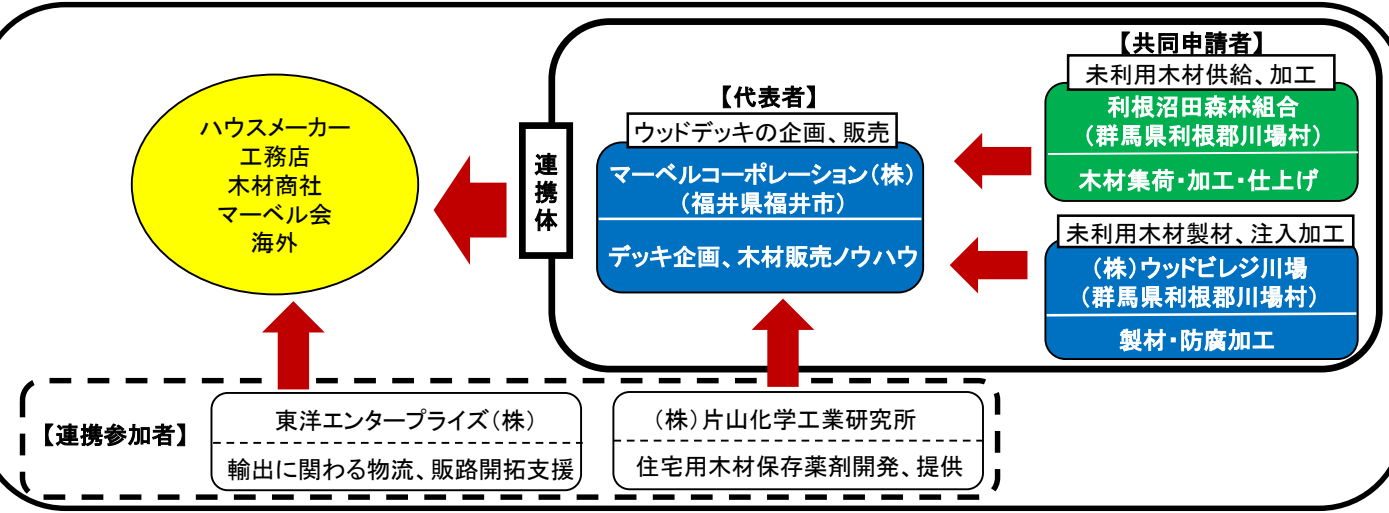 【共同申請者】
未利用木材供給、加工
利根沼田森林組合
（群馬県利根郡川場村）
木材集荷・加工・仕上げ
未利用木材製材、注入加工
（株）ウッドビレジ川場
（群馬県利根郡川場村）
製材・防腐加工
【代表者】
ウッドデッキの企画、販売
マーベルコーポレーション（株）
（福井県福井市）
デッキ企画、木材販売ノウハウ
連携体
ハウスメーカー
工務店
木材商社
マーベル会
海外
【連携参加者】
東洋エンタープライズ（株）
輸出に関わる物流、販路開拓支援
（株）片山化学工業研究所
住宅用木材保存薬剤開発、提供